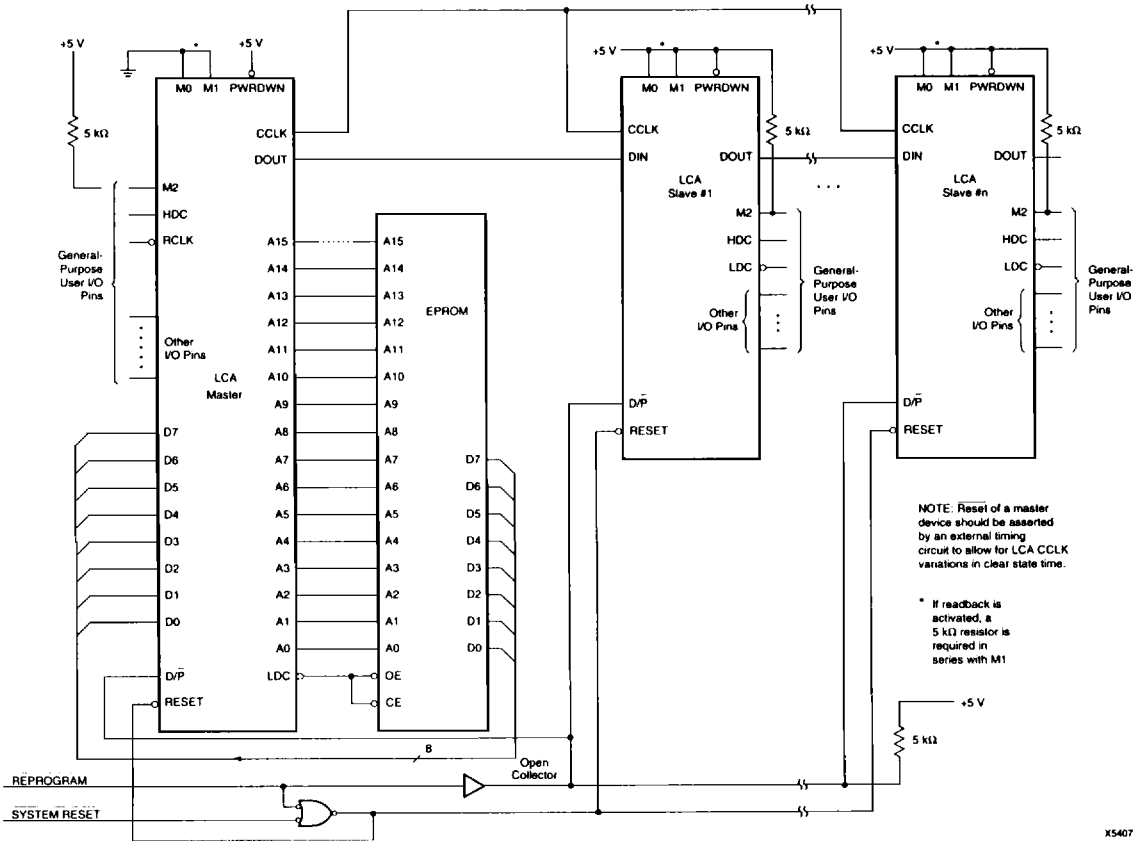 +5 V
*
+5 V
M0 M1 PWRDWN
5 kΩ
CCLK
DOUT
M2
HDC
RCLK
General-
Purpose
User I/O
Pins
Other
I/O Pins
LCA
Master
A15
A14
A13
A12
A11
A10
A9
A8
A7
A6
A5
A4
A3
A2
A1
A0
LDC
D7
D6
D5
D4
D3
D2
D1
D0
D/P̅
RESET
A15
A14
A13
A12
A11
A10
A9
A8
A7
A6
A5
A4
A3
A2
A1
A0
OE
CE
EPROM
D7
D6
D5
D4
D3
D2
D1
D0
8
+5 V
*
M0 M1 PWRDWN
5 kΩ
CCLK
DIN
DOUT
LCA
Slave #1
M2
HDC
LDC
Other
I/O Pins
General-
Purpose
User I/O
Pins
D/P̅
RESET
...
+5 V
*
M0 M1 PWRDWN
5 kΩ
CCLK
DIN
DOUT
LCA
Slave #n
M2
HDC
LDC
Other
I/O Pins
General-
Purpose
User I/O
Pins
D/P̅
RESET
NOTE: R̅e̅s̅e̅t̅ of a master
device should be asserted
by an external timing
circuit to allow for LCA CCLK
variations in clear state time.
* If readback is
activated, a
5 kΩ resistor is
required in
series with M1
+5 V
5 kΩ
Open
Collector
R̅E̅P̅R̅O̅G̅R̅A̅M̅
S̅Y̅S̅T̅E̅M̅ R̅E̅S̅E̅T̅
X5407